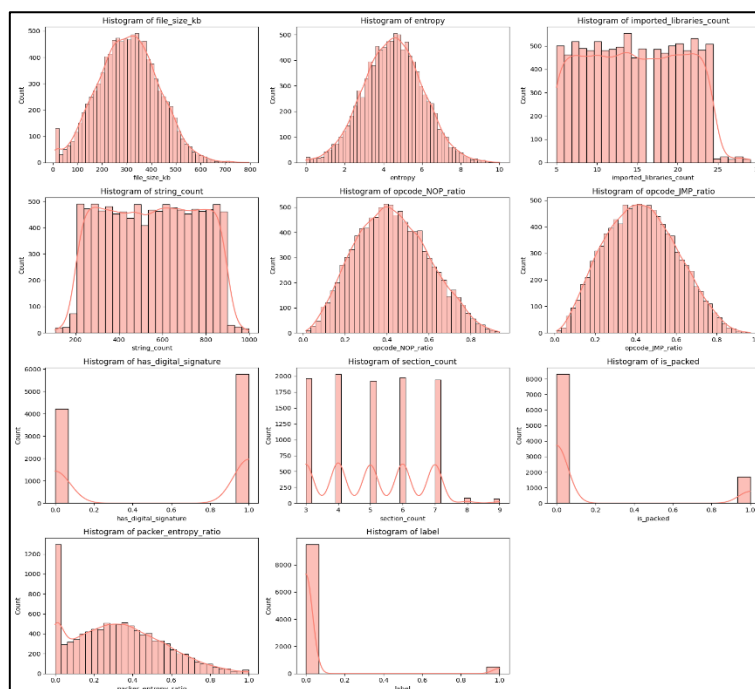 Histogram of file_size_kb
Count
500
400
300
200
100
0
0 100 200 300 400 500 600 700 800
file_size_kb
Histogram of entropy
Count
500
400
300
200
100
0
0 2 4 6 8 10
entropy
Histogram of imported_libraries_count
Count
500
400
300
200
100
0
5 10 15 20 25
imported_libraries_count
Histogram of string_count
Count
500
400
300
200
100
0
200 400 600 800 1000
string_count
Histogram of opcode_NOP_ratio
Count
500
400
300
200
100
0
0.0 0.2 0.4 0.6 0.8
opcode_NOP_ratio
Histogram of opcode_JMP_ratio
Count
500
400
300
200
100
0
0.0 0.2 0.4 0.6 0.8
opcode_JMP_ratio
Histogram of has_digital_signature
Count
6000
5000
4000
3000
2000
1000
0
0.0 0.2 0.4 0.6 0.8 1.0
has_digital_signature
Histogram of section_count
Count
2000
1750
1500
1250
1000
750
500
250
0
3 4 5 6 7 8 9
section_count
Histogram of is_packed
Count
8000
7000
6000
5000
4000
3000
2000
1000
0
0.0 0.2 0.4 0.6 0.8 1.0
is_packed
Histogram of packer_entropy_ratio
Count
1200
1000
800
600
400
200
0
0.0 0.2 0.4 0.6 0.8 1.0
packer_entropy_ratio
Histogram of label
Count
8000
6000
4000
2000
0
0.0 0.2 0.4 0.6 0.8 1.0
label